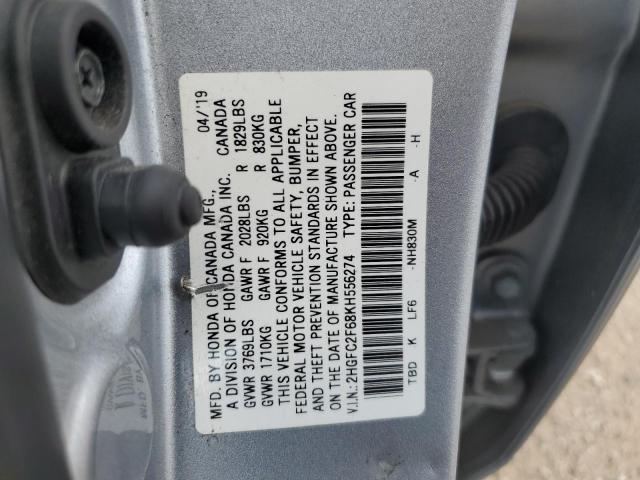 MFD. BY HONDA OF CANADA MFG., 04/'19
A DIVISION OF HONDA CANADA INC. CANADA
GVWR 3769LBS GAWR F 2028LBS R 1829LBS
GVWR 1710KG GAWR F 920KG R 830KG
THIS VEHICLE CONFORMS TO ALL APPLICABLE
FEDERAL MOTOR VEHICLE SAFETY, BUMPER,
AND THEFT PREVENTION STANDARDS IN EFFECT
ON THE DATE OF MANUFACTURE SHOWN ABOVE.
V.I.N.: 2HGFC2F68KH556274 TYPE: PASSENGER CAR
TBD K LF6 -NH830M -A -H